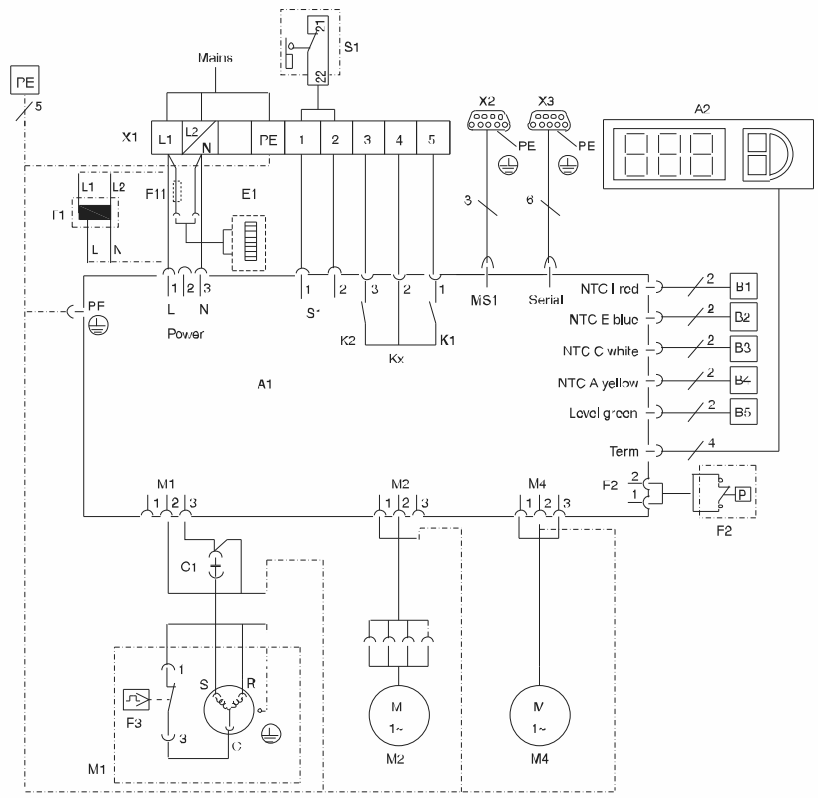 PE
5
Mains
21
22
S1
X1
L1
L2
N
PE
1
2
3
4
5
X2
X3
PE
PE
3
6
A2
L1
L2
L
N
F11
E1
1
2
3
L
N
Power
1
2
3
2
1
K2
K1
Kx
MS1
Serial
A1
NTC I red
2
B1
NTC E blue
2
B2
NTC C white
2
B3
NTC A yellow
2
B4
Level green
2
B5
Term
4
F2
2
1
P
F2
M1
1
2
3
M2
1
2
3
M4
1
2
3
C1
1
3
F3
S
R
C
M1
M
1~
M2
1~
M4